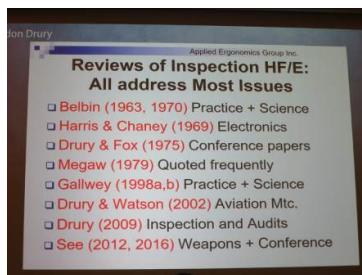 don Drury
Applied Ergonomics Group Inc.
Reviews of Inspection HF/E:
All address Most Issues
Belbin (1963, 1970) Practice + Science
Harris & Chaney (1969) Electronics
Drury & Fox (1975) Conference papers
Megaw (1979) Quoted frequently
Gallwey (1998a,b) Practice + Science
Drury & Watson (2002) Aviation Mtc.
Drury (2009) Inspection and Audits
See (2012, 2016) Weapons + Conference